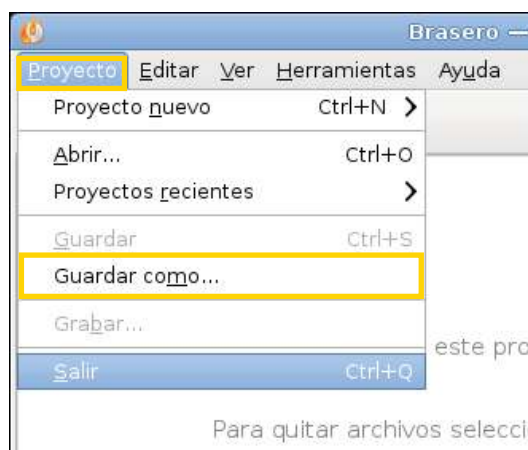 Brasero —
Proyecto Editar Ver Herramientas Ayuda
Proyecto nuevo Ctrl+N
Abrir... Ctrl+O
Proyectos recientes
Guardar Ctrl+S
Guardar como...
Grabar...
este pro
Salir Ctrl+Q
Para quitar archivos selecci